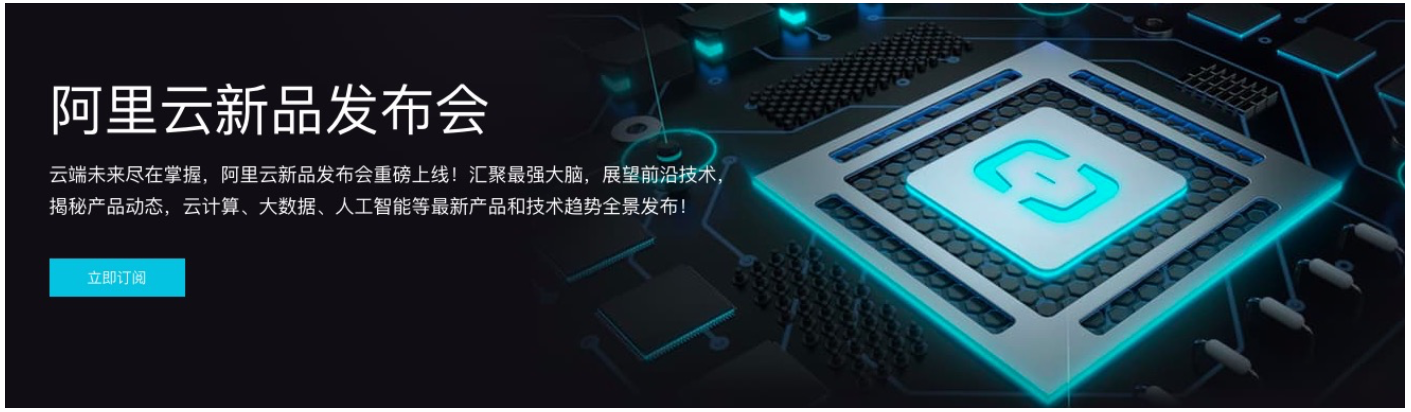 阿里云新品发布会
云端未来尽在掌握，阿里云新品发布会重磅上线！汇聚最强大脑，展望前沿技术，
揭秘产品动态，云计算、大数据、人工智能等最新产品和技术趋势全景发布！
立即订阅